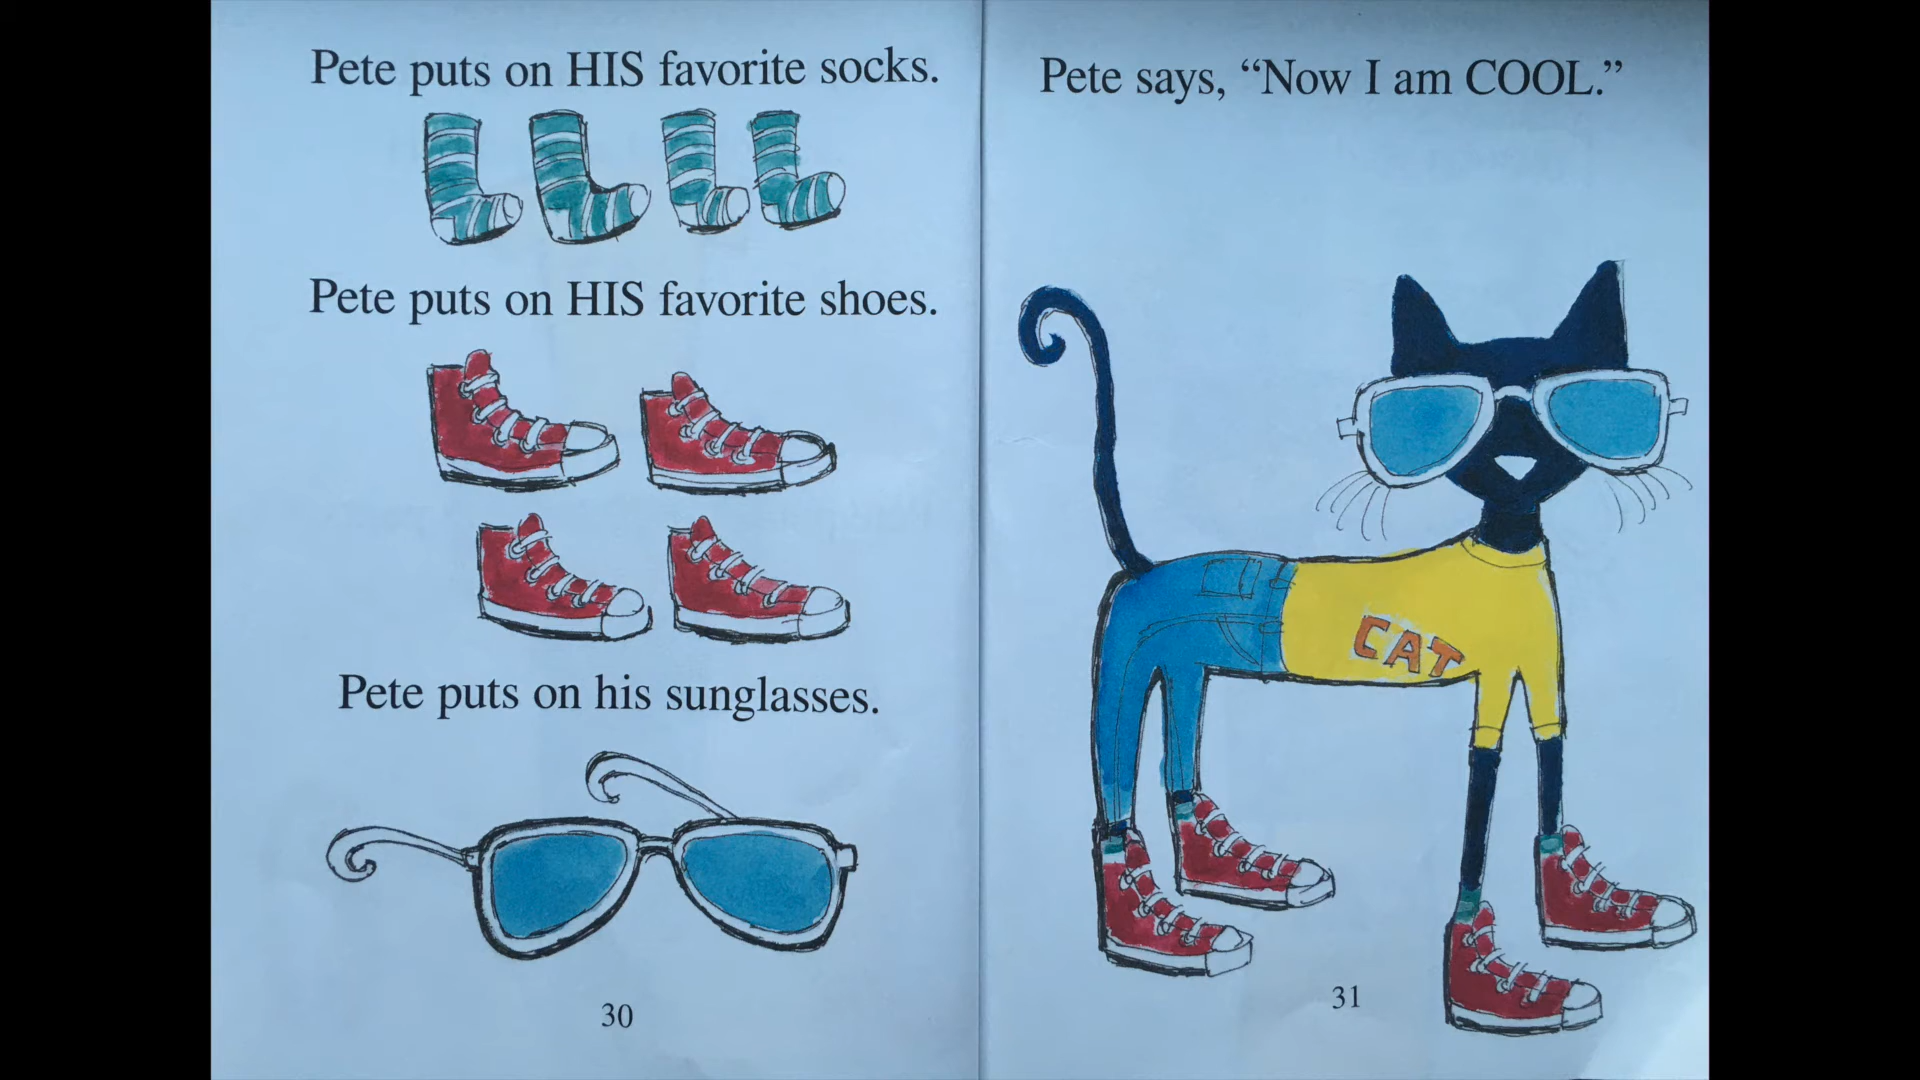 Pete puts on HIS favorite socks.
Pete puts on HIS favorite shoes.
Pete puts on his sunglasses.
30
Pete says, “Now I am COOL.”
CAT
31